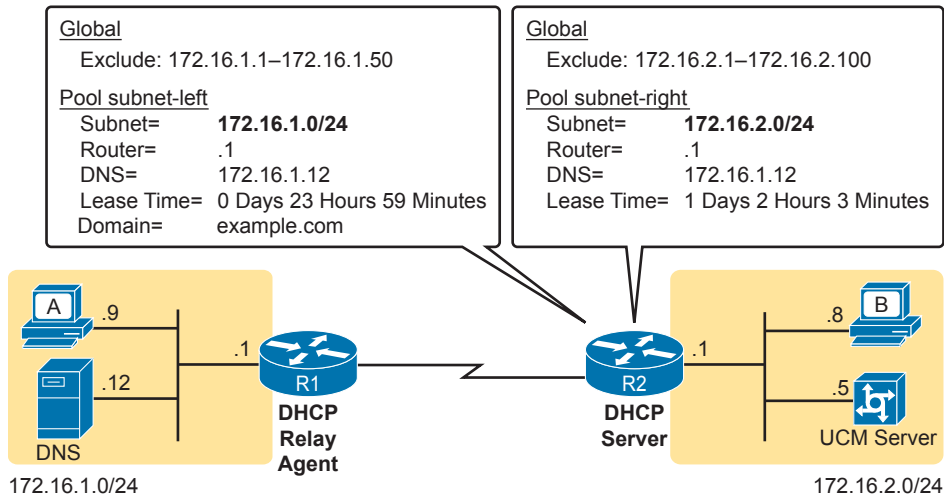 Global
Exclude: 172.16.1.1–172.16.1.50
Pool subnet-left
Subnet= 172.16.1.0/24
Router= .1
DNS= 172.16.1.12
Lease Time= 0 Days 23 Hours 59 Minutes
Domain= example.com
Global
Exclude: 172.16.2.1–172.16.2.100
Pool subnet-right
Subnet= 172.16.2.0/24
Router= .1
DNS= 172.16.1.12
Lease Time= 1 Days 2 Hours 3 Minutes
A
.9
.12
DNS
.1
R1
DHCP
Relay
Agent
172.16.1.0/24
R2
DHCP
Server
.1
B
.8
.5
UCM Server
172.16.2.0/24